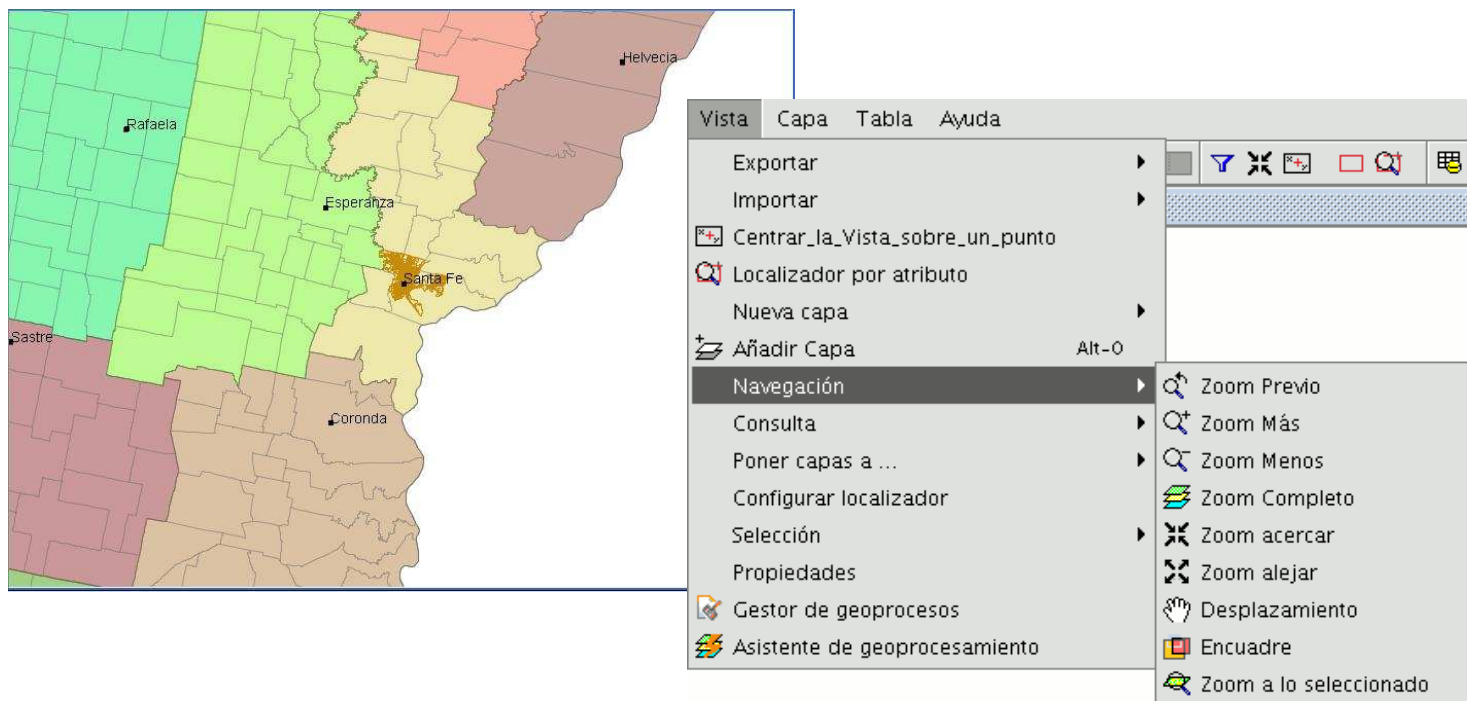 Helvecia
Rafaela
Esperanza
Santa Fe
Sastre
Coronda
Vista Capa Tabla Ayuda
Exportar
Importar
Centrar_la_Vista_sobre_un_punto
Localizador por atributo
Nueva capa
Añadir Capa Alt-O
Navegación
Consulta
Poner capas a ...
Configurar localizador
Selección
Propiedades
Gestor de geoprocesos
Asistente de geoprocesamiento
Zoom Previo
Zoom Más
Zoom Menos
Zoom Completo
Zoom acercar
Zoom alejar
Desplazamiento
Encuadre
Zoom a lo seleccionado